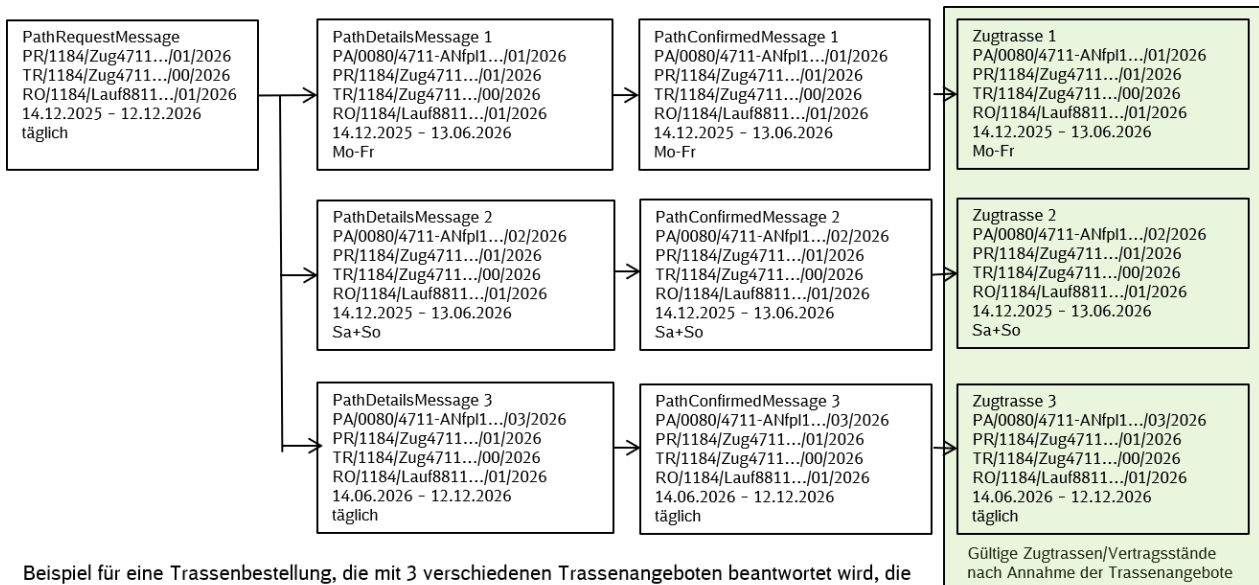 PathRequestMessage
PR/1184/Zug4711.../01/2026
TR/1184/Zug4711.../00/2026
RO/1184/Lauf8811.../01/2026
14.12.2025 – 12.12.2026
täglich
PathDetailsMessage 1
PA/0080/4711-ANfpl1.../01/2026
PR/1184/Zug4711.../01/2026
TR/1184/Zug4711.../00/2026
RO/1184/Lauf8811.../01/2026
14.12.2025 – 13.06.2026
Mo-Fr
PathConfirmedMessage 1
PA/0080/4711-ANfpl1.../01/2026
PR/1184/Zug4711.../01/2026
TR/1184/Zug4711.../00/2026
RO/1184/Lauf8811.../01/2026
14.12.2025 – 13.06.2026
Mo-Fr
Zugtrasse 1
PA/0080/4711-ANfpl1.../01/2026
PR/1184/Zug4711.../01/2026
TR/1184/Zug4711.../00/2026
RO/1184/Lauf8811.../01/2026
14.12.2025 – 13.06.2026
Mo-Fr
PathDetailsMessage 2
PA/0080/4711-ANfpl1.../02/2026
PR/1184/Zug4711.../01/2026
TR/1184/Zug4711.../00/2026
RO/1184/Lauf8811.../01/2026
14.12.2025 – 13.06.2026
Sa+So
PathConfirmedMessage 2
PA/0080/4711-ANfpl1.../02/2026
PR/1184/Zug4711.../01/2026
TR/1184/Zug4711.../00/2026
RO/1184/Lauf8811.../01/2026
14.12.2025 – 13.06.2026
Sa+So
Zugtrasse 2
PA/0080/4711-ANfpl1.../02/2026
PR/1184/Zug4711.../01/2026
TR/1184/Zug4711.../00/2026
RO/1184/Lauf8811.../01/2026
14.12.2025 – 13.06.2026
Sa+So
PathDetailsMessage 3
PA/0080/4711-ANfpl1.../03/2026
PR/1184/Zug4711.../01/2026
TR/1184/Zug4711.../00/2026
RO/1184/Lauf8811.../01/2026
14.06.2026 – 12.12.2026
täglich
PathConfirmedMessage 3
PA/0080/4711-ANfpl1.../03/2026
PR/1184/Zug4711.../01/2026
TR/1184/Zug4711.../00/2026
RO/1184/Lauf8811.../01/2026
14.06.2026 – 12.12.2026
täglich
Zugtrasse 3
PA/0080/4711-ANfpl1.../03/2026
PR/1184/Zug4711.../01/2026
TR/1184/Zug4711.../00/2026
RO/1184/Lauf8811.../01/2026
14.06.2026 – 12.12.2026
täglich
Gültige Zugtrassen/Vertragsstände
nach Annahme der Trassenangebote
Beispiel für eine Trassenbestellung, die mit 3 verschiedenen Trassenangeboten beantwortet wird, die